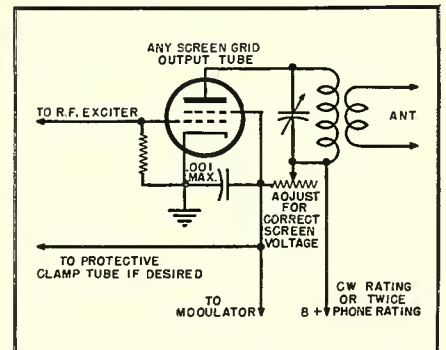 ANY SCREEN GRID
OUTPUT TUBE
TO R.F. EXCITER
ANT.
.001
MAX.
ADJUST
FOR
CORRECT
SCREEN
VOLTAGE
TO PROTECTIVE
CLAMP TUBE IF DESIRED
TO
MODULATOR
CW RATING
OR TWICE
B + PHONE RATING